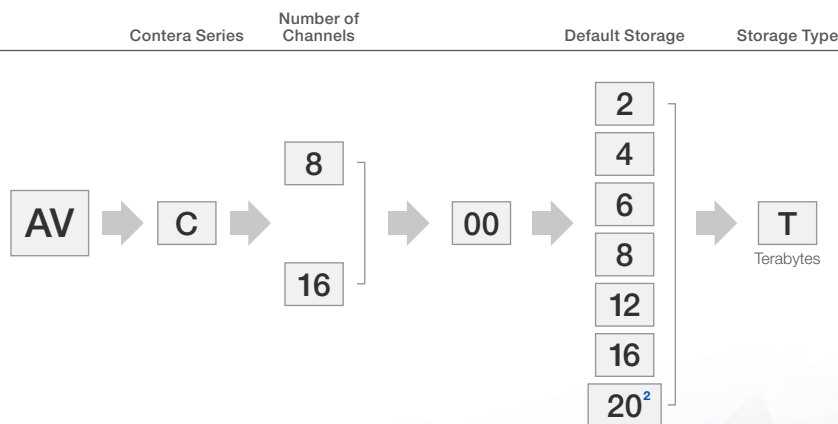 Contera Series
Number of
Channels
Default Storage
Storage Type
AV
C
8
16
00
2
4
6
8
12
16
20²
T
Terabytes